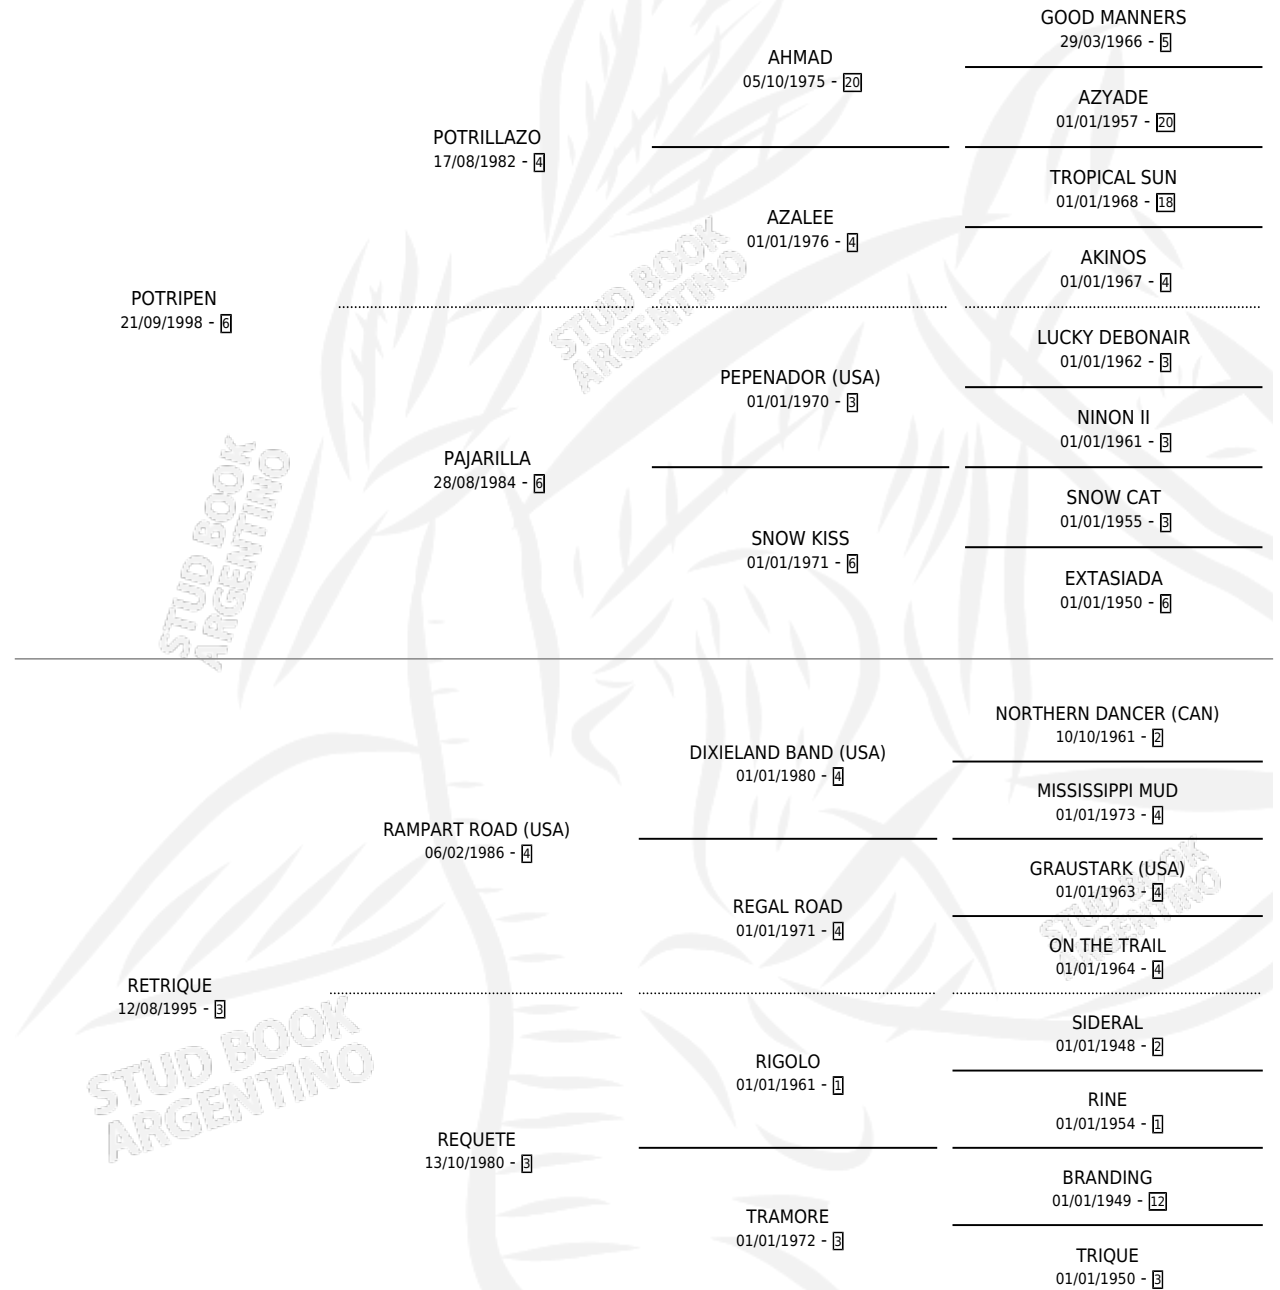 POTRIPEN
21/09/1998 - 6
POTRILLAZO
17/08/1982 - 4
AHMAD
05/10/1975 - 20
GOOD MANNERS
29/03/1966 - 5
AZYADE
01/01/1957 - 20
AZALEE
01/01/1976 - 4
TROPICAL SUN
01/01/1968 - 18
AKINOS
01/01/1967 - 4
PAJARILLA
28/08/1984 - 6
PEPENADOR (USA)
01/01/1970 - 3
LUCKY DEBONAIR
01/01/1962 - 3
NINON II
01/01/1961 - 3
SNOW KISS
01/01/1971 - 6
SNOW CAT
01/01/1955 - 3
EXTASIADA
01/01/1950 - 6
RETRIQUE
12/08/1995 - 3
RAMPART ROAD (USA)
06/02/1986 - 4
DIXIELAND BAND (USA)
01/01/1980 - 4
NORTHERN DANCER (CAN)
10/10/1961 - 2
MISSISSIPPI MUD
01/01/1973 - 4
REGAL ROAD
01/01/1971 - 4
GRAUSTARK (USA)
01/01/1963 - 4
ON THE TRAIL
01/01/1964 - 4
REQUETE
13/10/1980 - 3
RIGOLO
01/01/1961 - 1
SIDERAL
01/01/1948 - 2
RINE
01/01/1954 - 1
TRAMORE
01/01/1972 - 3
BRANDING
01/01/1949 - 12
TRIQUE
01/01/1950 - 3
STUD BOOK
ARGENTINO
STUD BOOK
ARGENTINO
STUD BOOK
ARGENTINO
STUD BOOK
ARGENTINO